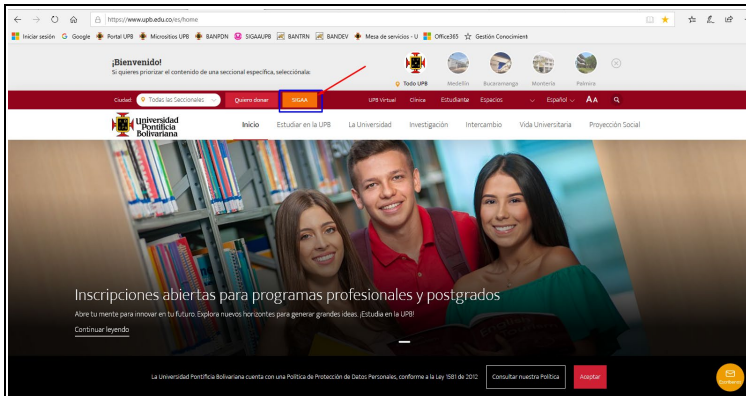 https://www.upb.edu.co/es/home
Iniciar sesión Google Portal UPB Micrositios UPB BANPDN SIGAAUPB BANTRN BANDEV Mesa de servicios - U Office365 Gestión Conocimient
¡Bienvenido!
Si quieres priorizar el contenido de una seccional específica, selecciónala:
Todo UPB Medellín Bucaramanga Montería Palmira
Ciudad: Todas las Seccionales Quiero donar SIGAA UPB Virtual Clínica Estudiante Espacios Español AA
Universidad
Pontificia
Bolivariana
Inicio Estudiar en la UPB La Universidad Investigación Intercambio Vida Universitaria Proyección Social
Inscripciones abiertas para programas profesionales y postgrados
Abre tu mente para innovar en tu futuro. Explora nuevos horizontes para generar grandes ideas. ¡Estudia en la UPB!
Continuar leyendo
La Universidad Pontificia Bolivariana cuenta con una Política de Protección de Datos Personales, conforme a la Ley 1581 de 2012 Consultar nuestra Política Aceptar